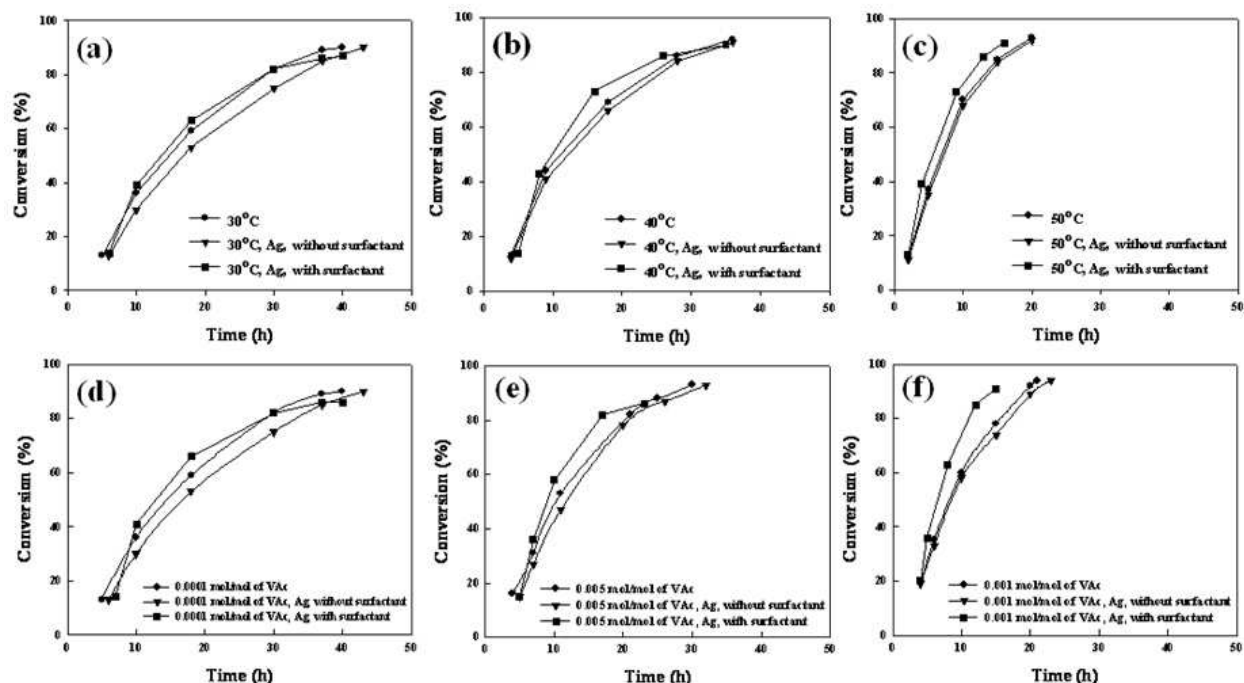 (a)
100
80
60
40
20
0
Conversion (%)
30°C
30°C, Ag, without surfactant
30°C, Ag, with surfactant
0 10 20 30 40 50
Time (h)
(b)
100
80
60
40
20
0
Conversion (%)
40°C
40°C, Ag, without surfactant
40°C, Ag, with surfactant
0 10 20 30 40 50
Time (h)
(c)
100
80
60
40
20
0
Conversion (%)
50°C
50°C, Ag, without surfactant
50°C, Ag, with surfactant
0 10 20 30 40 50
Time (h)
(d)
100
80
60
40
20
0
Conversion (%)
0.0001 mol/mol of VAc
0.0001 mol/mol of VAc, Ag, without surfactant
0.0001 mol/mol of VAc, Ag, with surfactant
0 10 20 30 40 50
Time (h)
(e)
100
80
60
40
20
0
Conversion (%)
0.005 mol/mol of VAc
0.005 mol/mol of VAc, Ag, without surfactant
0.005 mol/mol of VAc, Ag, with surfactant
0 10 20 30 40 50
Time (h)
(f)
100
80
60
40
20
0
Conversion (%)
0.001 mol/mol of VAc
0.001 mol/mol of VAc, Ag, without surfactant
0.001 mol/mol of VAc, Ag, with surfactant
0 10 20 30 40 50
Time (h)